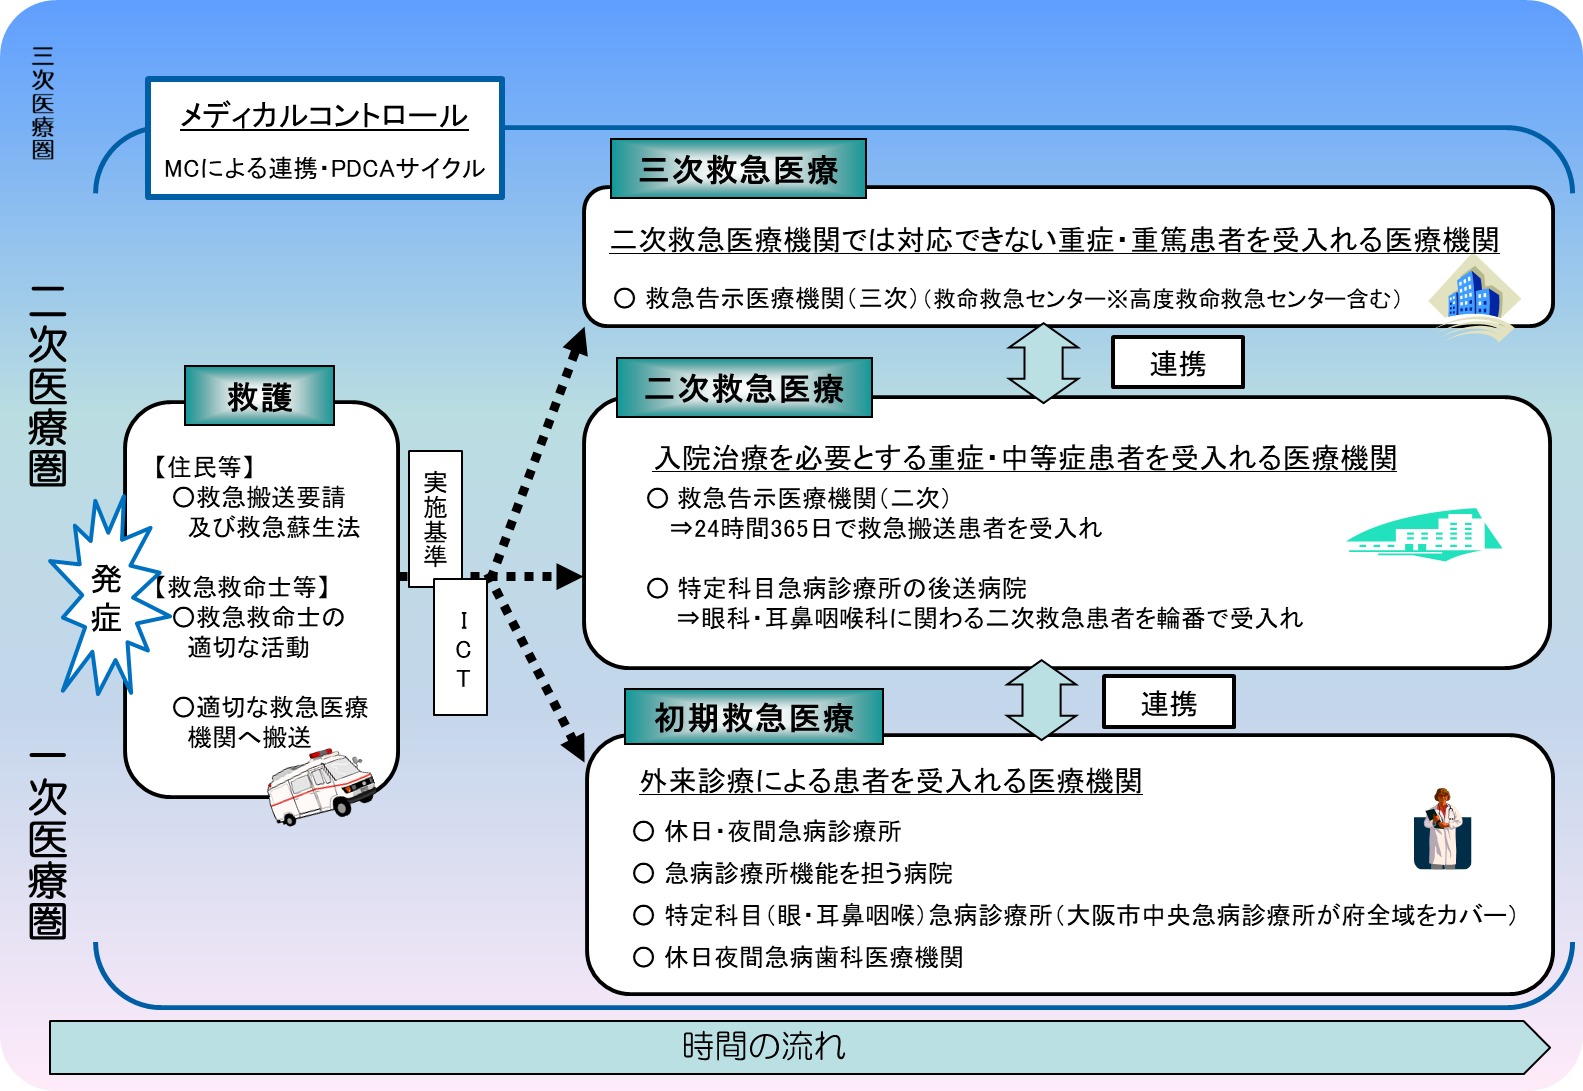 三次医療圏
メディカルコントロール
MCによる連携・PDCAサイクル
三次救急医療
二次救急医療機関では対応できない重症・重篤患者を受入れる医療機関
○ 救急告示医療機関（三次）（救命救急センター※高度救命救急センター含む）
連携
二次医療圏
救護
【住民等】
○救急搬送要請
及び救急蘇生法
【救急救命士等】
○救急救命士の
適切な活動
○適切な救急医療
機関へ搬送
発症
実施基準
ICT
二次救急医療
入院治療を必要とする重症・中等症患者を受入れる医療機関
○ 救急告示医療機関（二次）
⇒24時間365日で救急搬送患者を受入れ
○ 特定科目急病診療所の後送病院
⇒眼科・耳鼻咽喉科に関わる二次救急患者を輪番で受入れ
連携
一次医療圏
初期救急医療
外来診療による患者を受入れる医療機関
○ 休日・夜間急病診療所
○ 急病診療所機能を担う病院
○ 特定科目（眼・耳鼻咽喉）急病診療所（大阪市中央急病診療所が府全域をカバー）
○ 休日夜間急病歯科医療機関
時間の流れ